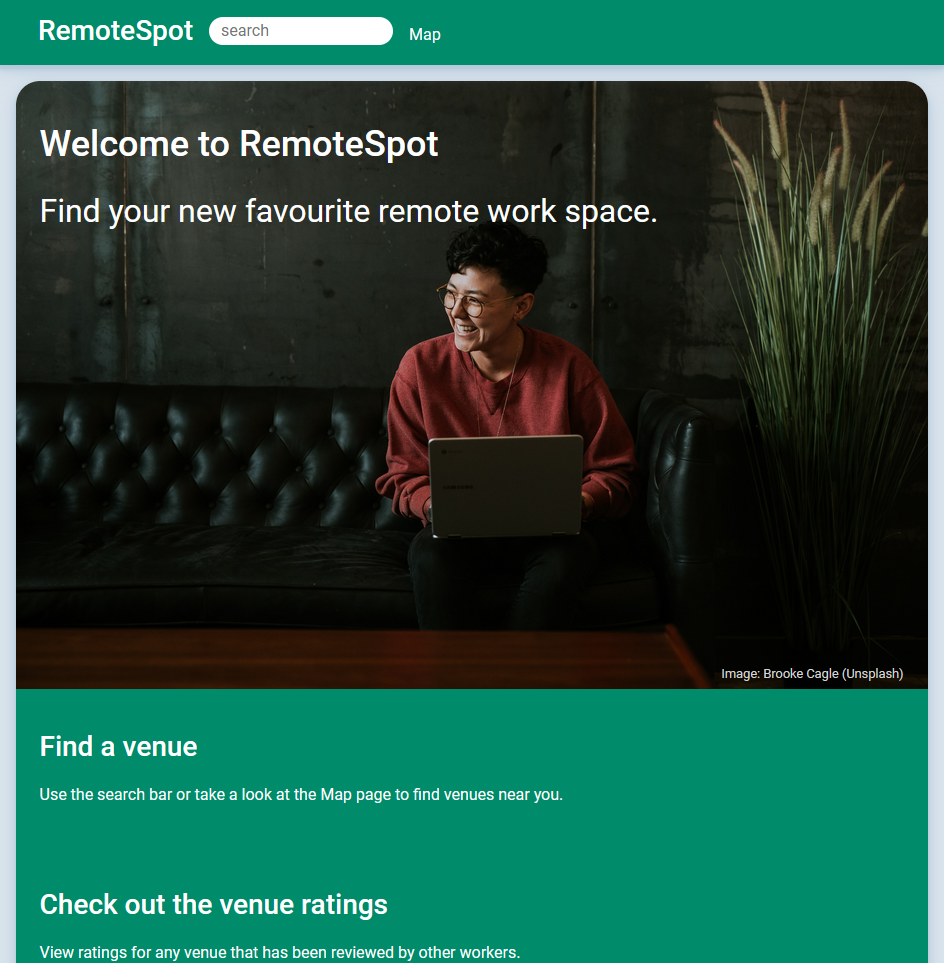 RemoteSpot
search
Map
Welcome to RemoteSpot
Find your new favourite remote work space.
Image: Brooke Cagle (Unsplash)
Find a venue
Use the search bar or take a look at the Map page to find venues near you.
Check out the venue ratings
View ratings for any venue that has been reviewed by other workers.